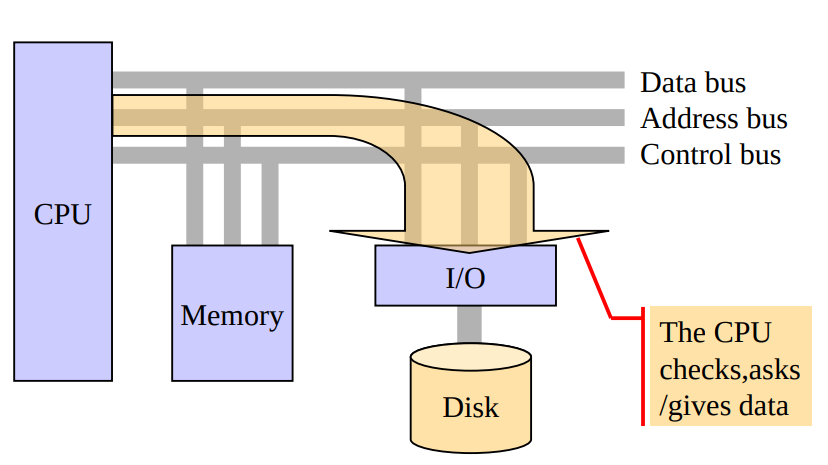 Data bus
Address bus
Control bus
CPU
I/O
Memory
The CPU
checks,asks
/gives data
Disk